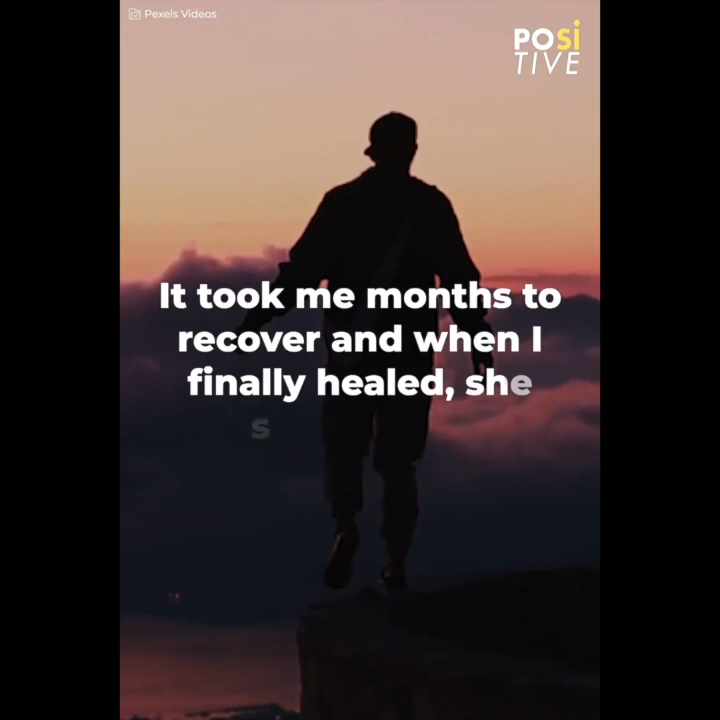 Pexels Videos
POSi
TIVE
It took me months to
recover and when I
finally healed, she
s